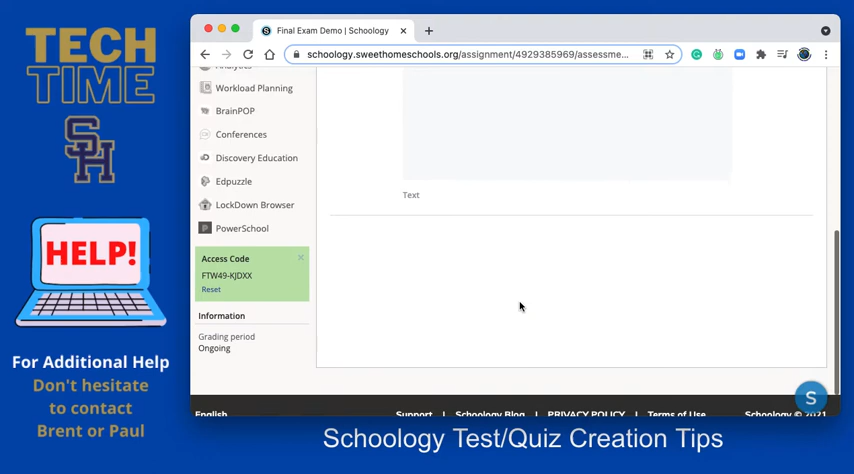 TECH
TIME
SH
HELP!
For Additional Help
Don't hesitate
to contact
Brent or Paul
Final Exam Demo | Schoology
schoology.sweethomeschools.org/assignment/4929385969/assessme...
Analytics
Workload Planning
BrainPOP
Conferences
Discovery Education
Edpuzzle
LockDown Browser
PowerSchool
Access Code
FTW49-KJDXX
Reset
Information
Grading period
Ongoing
Text
S
English Support | Schoology Blog | PRIVACY POLICY | Terms of Use Schoology © 2021
Schoology Test/Quiz Creation Tips